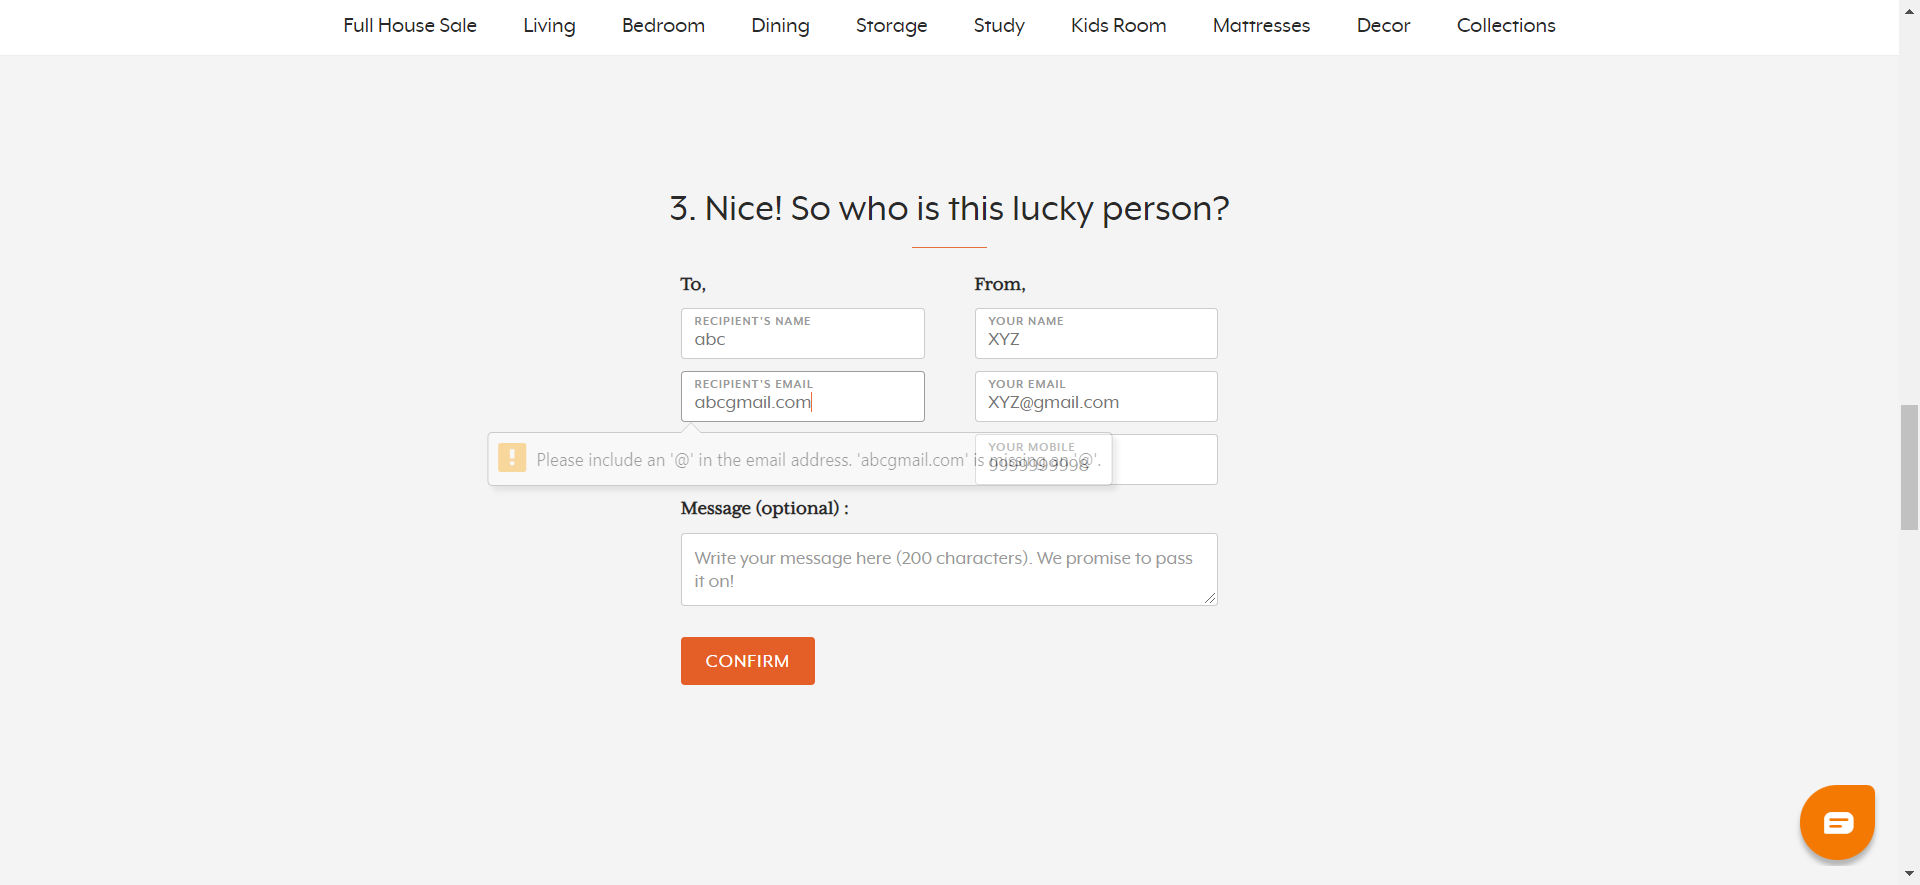 Full House Sale Living Bedroom Dining Storage Study Kids Room Mattresses Decor Collections
3. Nice! So who is this lucky person?
To,
From,
RECIPIENT'S NAME
abc
YOUR NAME
XYZ
RECIPIENT'S EMAIL
abcgmail.com
YOUR EMAIL
XYZ@gmail.com
Please include an '@' in the email address. 'abcgmail.com' is missing an '@'.
YOUR MOBILE
9999999998
Message (optional) :
Write your message here (200 characters). We promise to pass
it on!
CONFIRM